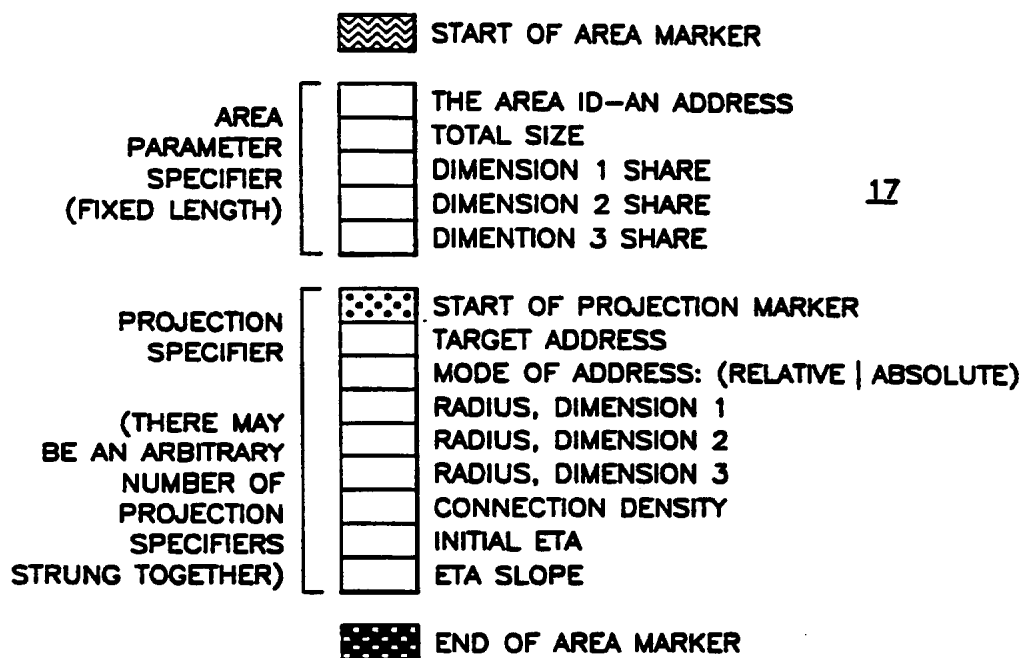 START OF AREA MARKER
AREA
PARAMETER
SPECIFIER
(FIXED LENGTH)
THE AREA ID–AN ADDRESS
TOTAL SIZE
DIMENSION 1 SHARE
DIMENSION 2 SHARE
DIMENTION 3 SHARE
17
PROJECTION
SPECIFIER
(THERE MAY
BE AN ARBITRARY
NUMBER OF
PROJECTION
SPECIFIERS
STRUNG TOGETHER)
START OF PROJECTION MARKER
TARGET ADDRESS
MODE OF ADDRESS: (RELATIVE | ABSOLUTE)
RADIUS, DIMENSION 1
RADIUS, DIMENSION 2
RADIUS, DIMENSION 3
CONNECTION DENSITY
INITIAL ETA
ETA SLOPE
END OF AREA MARKER